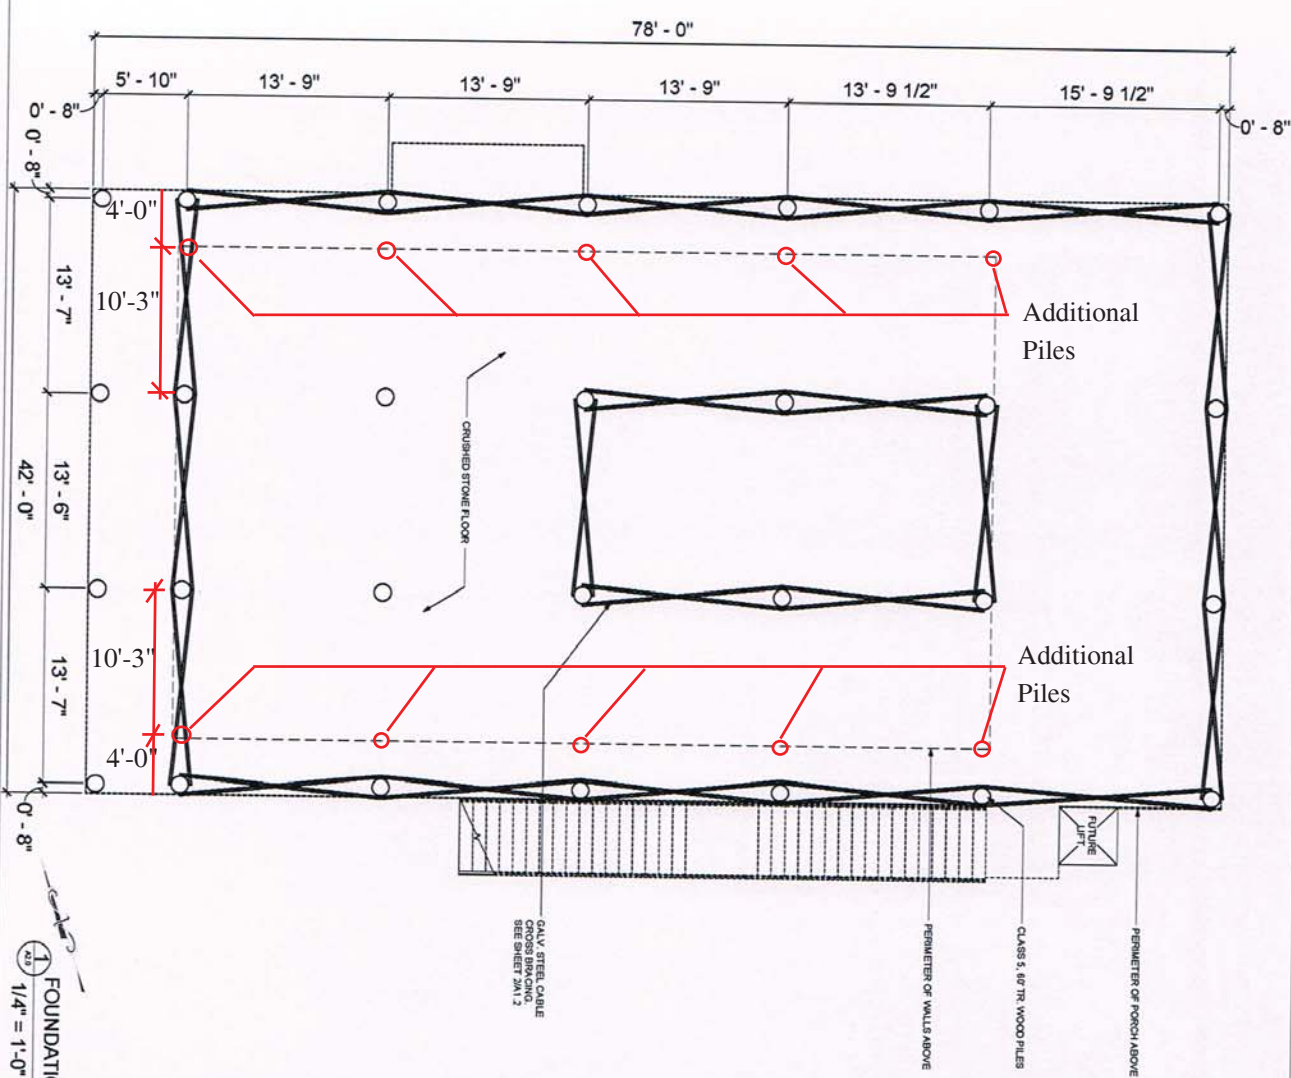 78' - 0"
5' - 10"
13' - 9"
13' - 9"
13' - 9"
13' - 9 1/2"
15' - 9 1/2"
0' - 8"
0' - 8"
0' - 8"
4'-0"
10'-3"
13' - 7"
Additional
Piles
CRUSHED STONE FLOOR
13' - 6"
42' - 0"
10'-3"
13' - 7"
Additional
Piles
4'-0"
0' - 8"
FUTURE
LIFT
GALV. STEEL CABLE
CROSS BRACING.
SEE SHEET 2/A1.2
PERIMETER OF WALLS ABOVE
CLASS 5, 60' TR. WOOD PILES
PERIMETER OF PORCH ABOVE
1
FOUNDATIO
1/4" = 1'-0"